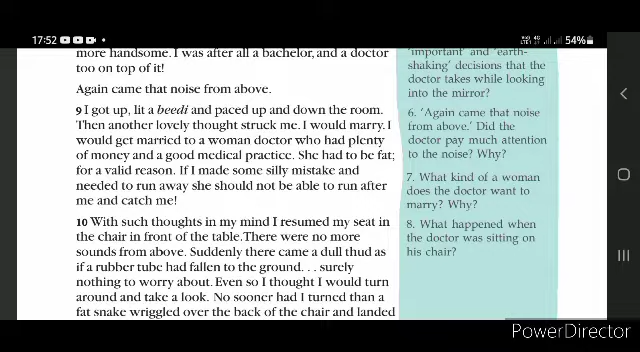 17:52
54%
more handsome. I was after all a bachelor, and a doctor
too on top of it!
Again came that noise from above.
9 I got up, lit a beedi and paced up and down the room.
Then another lovely thought struck me. I would marry. I
would get married to a woman doctor who had plenty
of money and a good medical practice. She had to be fat;
for a valid reason. If I made some silly mistake and
needed to run away she should not be able to run after
me and catch me!
10 With such thoughts in my mind I resumed my seat in
the chair in front of the table. There were no more
sounds from above. Suddenly there came a dull thud as
if a rubber tube had fallen to the ground. . . surely
nothing to worry about. Even so I thought I would turn
around and take a look. No sooner had I turned than a
fat snake wriggled over the back of the chair and landed
'important' and 'earth-
shaking' decisions that the
doctor takes while looking
into the mirror?
6. 'Again came that noise
from above.' Did the
doctor pay much attention
to the noise? Why?
7. What kind of a woman
does the doctor want to
marry? Why?
8. What happened when
the doctor was sitting on
his chair?
PowerDirector